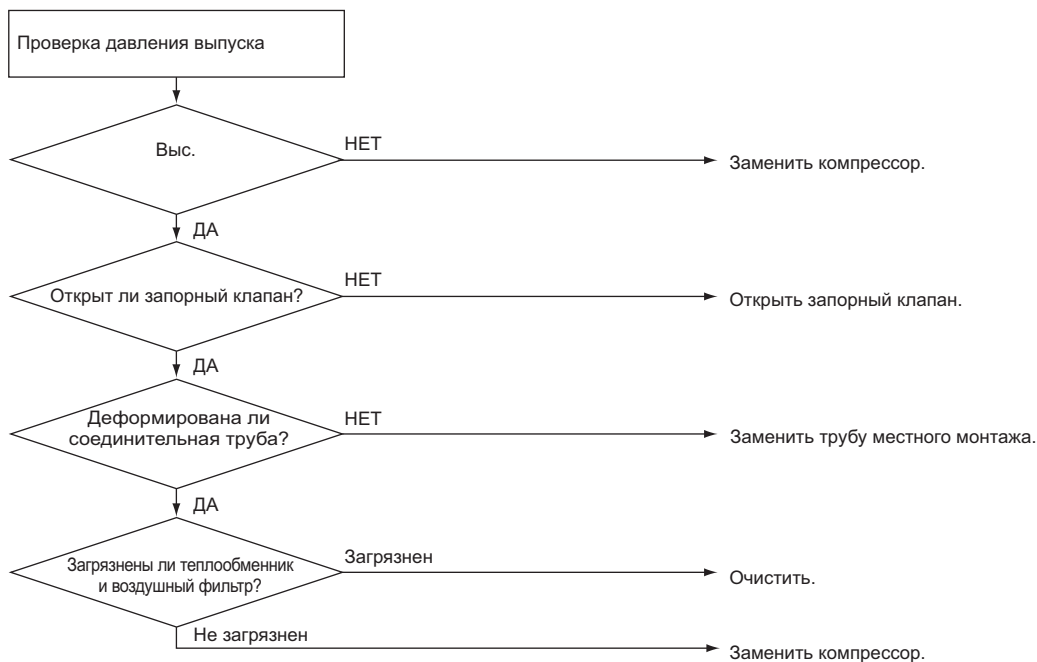 Проверка давления выпуска
Выс.
НЕТ
Заменить компрессор.
ДА
Открыт ли запорный клапан?
НЕТ
Открыть запорный клапан.
ДА
Деформирована ли
соединительная труба?
НЕТ
Заменить трубу местного монтажа.
ДА
Загрязнены ли теплообменник
и воздушный фильтр?
Загрязнен
Очистить.
Не загрязнен
Заменить компрессор.